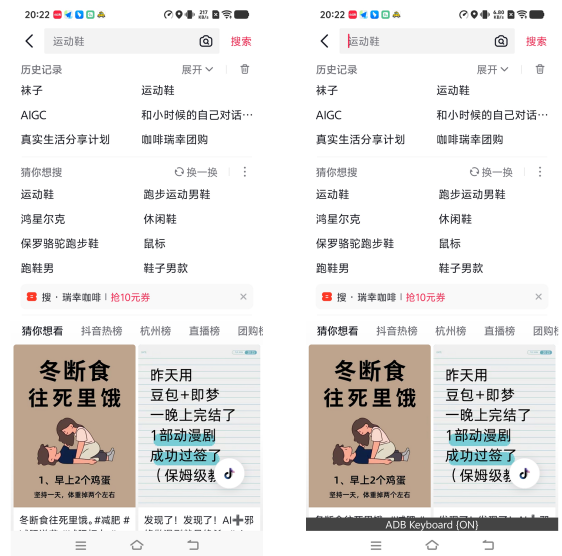 20:22
217 KB/s
运动鞋
搜索
历史记录
展开
袜子
运动鞋
AIGC
和小时候的自己对话…
真实生活分享计划
咖啡瑞幸团购
猜你想搜
换一换
运动鞋
跑步运动男鞋
鸿星尔克
休闲鞋
保罗骆驼跑步鞋
鼠标
跑鞋男
鞋子男款
搜·瑞幸咖啡 | 抢10元券
猜你想看 抖音热榜 杭州榜 直播榜 团购榜
冬断食
往死里饿
1、早上2个鸡蛋
坚持一天,体重掉两个左右
昨天用
豆包+即梦
一晚上完结了
1部动漫剧
成功过签了
(保姆级教
冬断食往死里饿。#减肥 #
发现了!发现了!AI➕邪
20:22
4.80 KB/s
运动鞋
搜索
历史记录
展开
袜子
运动鞋
AIGC
和小时候的自己对话…
真实生活分享计划
咖啡瑞幸团购
猜你想搜
换一换
运动鞋
跑步运动男鞋
鸿星尔克
休闲鞋
保罗骆驼跑步鞋
鼠标
跑鞋男
鞋子男款
搜·瑞幸咖啡 | 抢10元券
猜你想看 抖音热榜 杭州榜 直播榜 团购榜
冬断食
往死里饿
1、早上2个鸡蛋
坚持一天,体重掉两个左右
昨天用
豆包+即梦
一晚上完结了
1部动漫剧
成功过签了
(保姆级教
ADB Keyboard {ON}